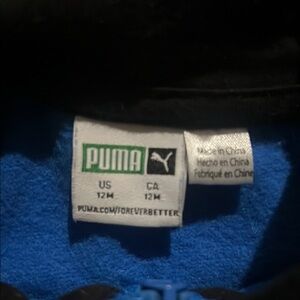 PUMA
US CA
12M 12M
PUMA.COM/FOREVERBETTER
Made in China
Hecho en China
Fabriqué en Chine